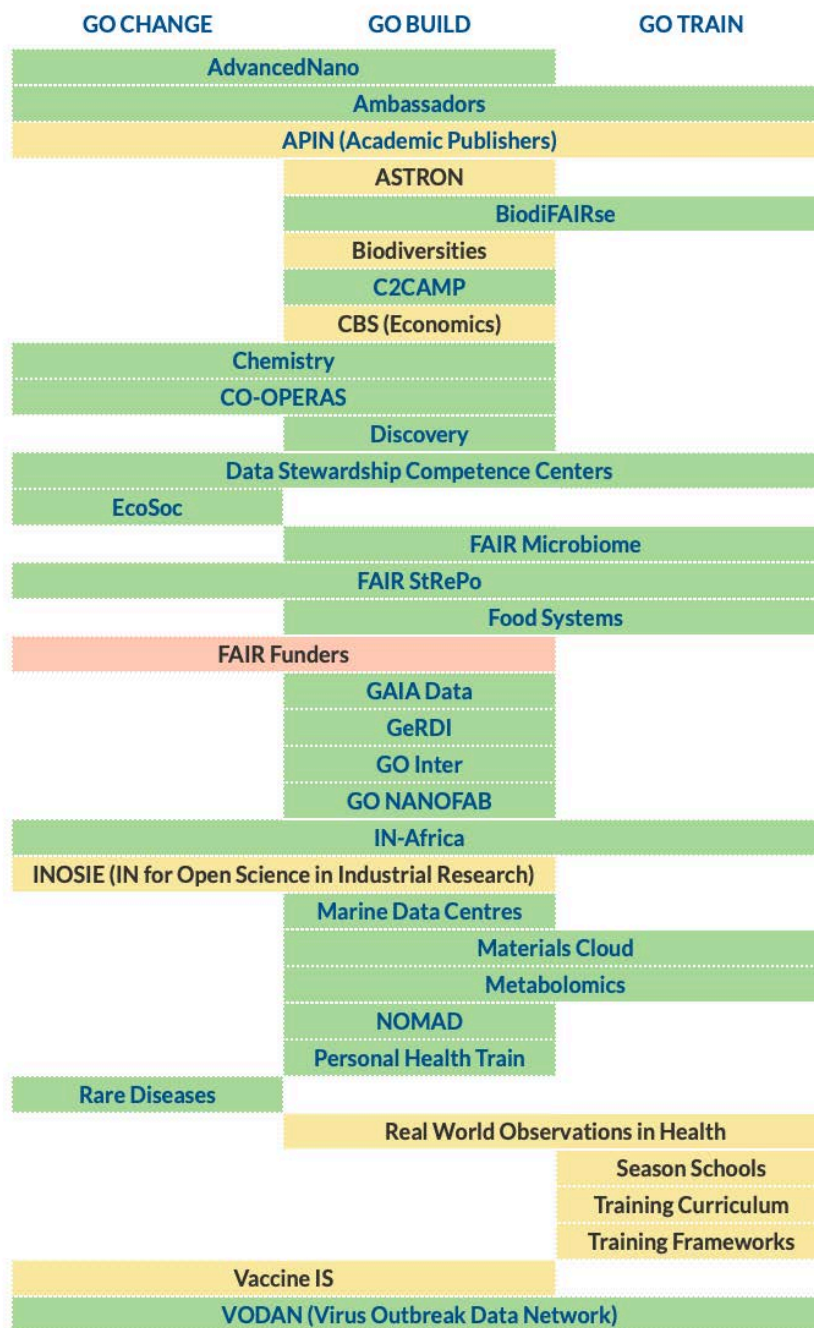 GO CHANGE GO BUILD GO TRAIN
AdvancedNano
Ambassadors
APIN (Academic Publishers)
ASTRON
BiodiFAIRse
Biodiversities
C2CAMP
CBS (Economics)
Chemistry
CO-OPERAS
Discovery
Data Stewardship Competence Centers
EcoSoc
FAIR Microbiome
FAIR StRePo
Food Systems
FAIR Funders
GAIA Data
GeRDI
GO Inter
GO NANOFAB
IN-Africa
INOSIE (IN for Open Science in Industrial Research)
Marine Data Centres
Materials Cloud
Metabolomics
NOMAD
Personal Health Train
Rare Diseases
Real World Observations in Health
Season Schools
Training Curriculum
Training Frameworks
Vaccine IS
VODAN (Virus Outbreak Data Network)